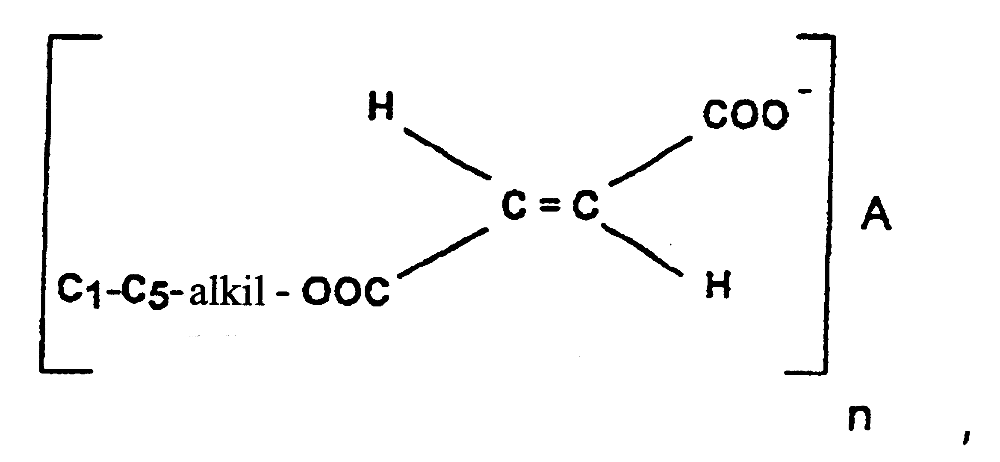 H COO -
C = C A
C1-C5-alkil - OOC H
n ,